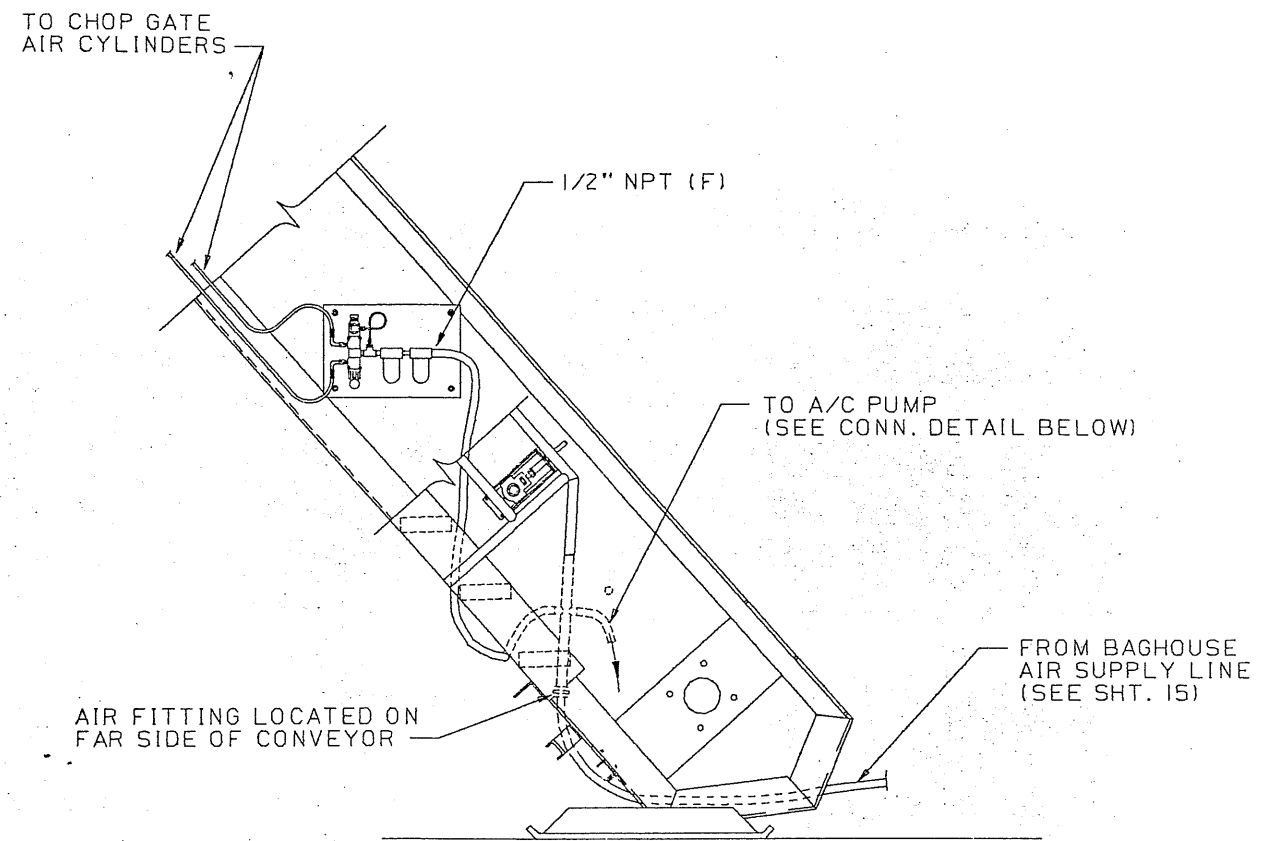 TO CHOP GATE
AIR CYLINDERS
1/2" NPT (F)
TO A/C PUMP
(SEE CONN. DETAIL BELOW)
FROM BAGHOUSE
AIR SUPPLY LINE
(SEE SHT. 15)
AIR FITTING LOCATED ON
FAR SIDE OF CONVEYOR